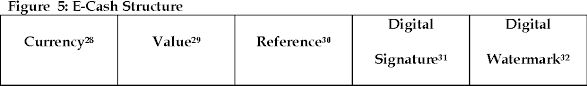 Figure 5: E-Cash Structure
Currency²⁸
Value²⁹
Reference³⁰
Digital
Signature³¹
Digital
Watermark³²